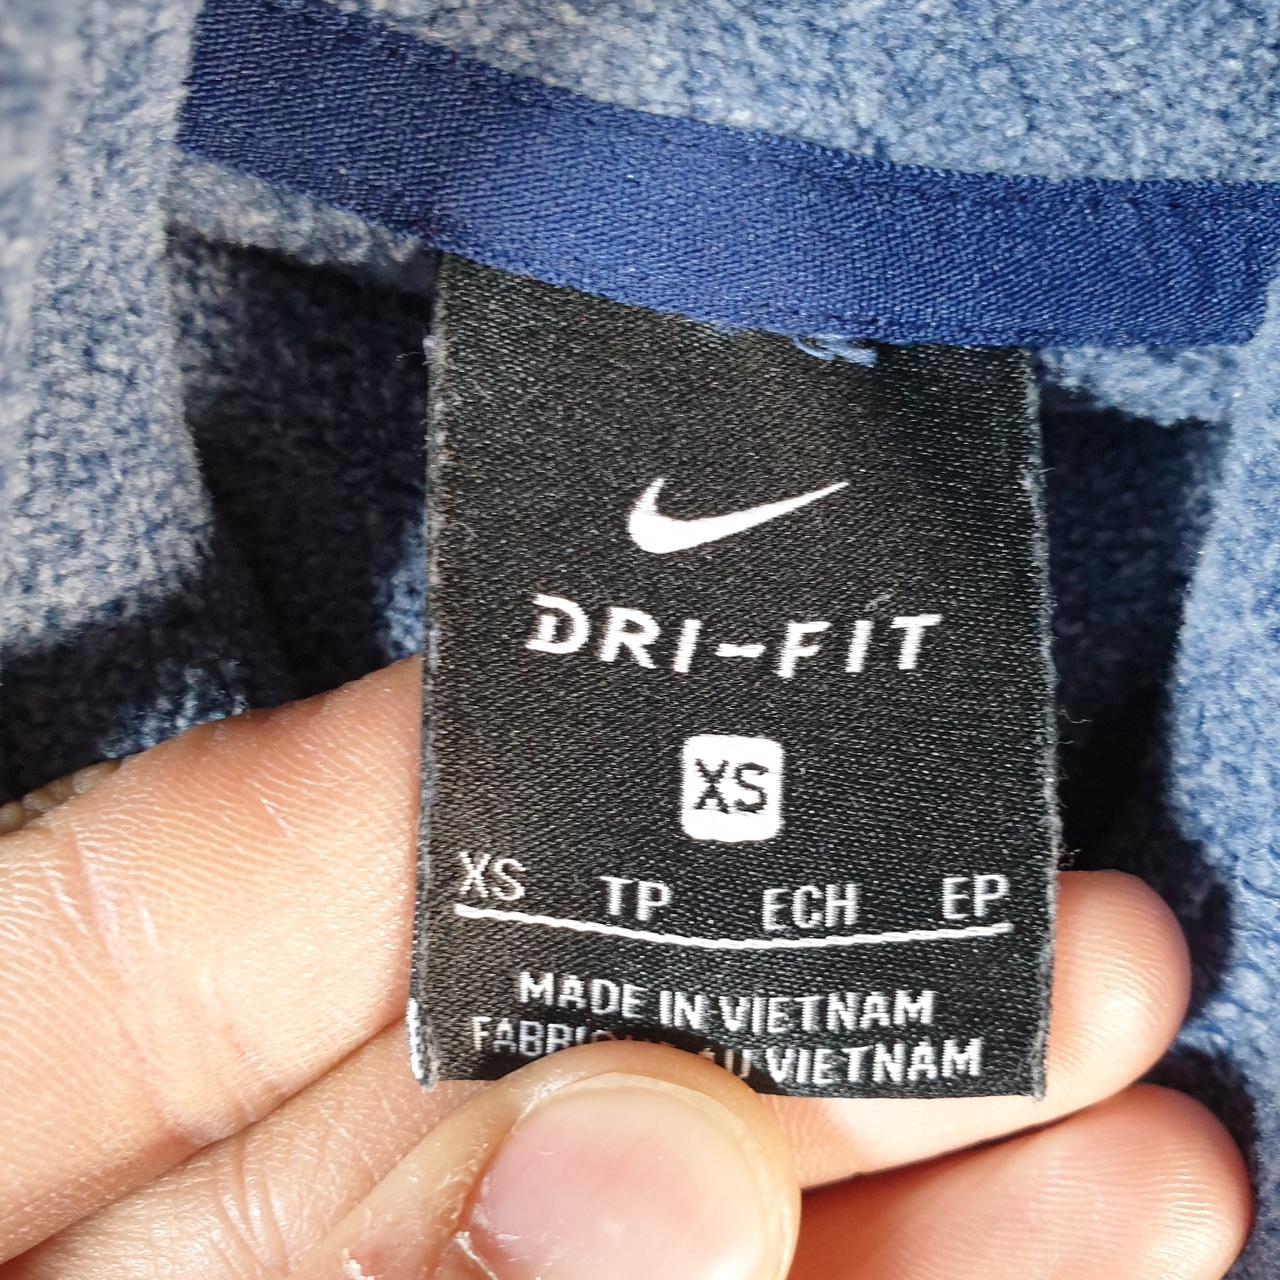 DRI-FIT
XS
XS TP ECH EP
MADE IN VIETNAM
VIETNAM